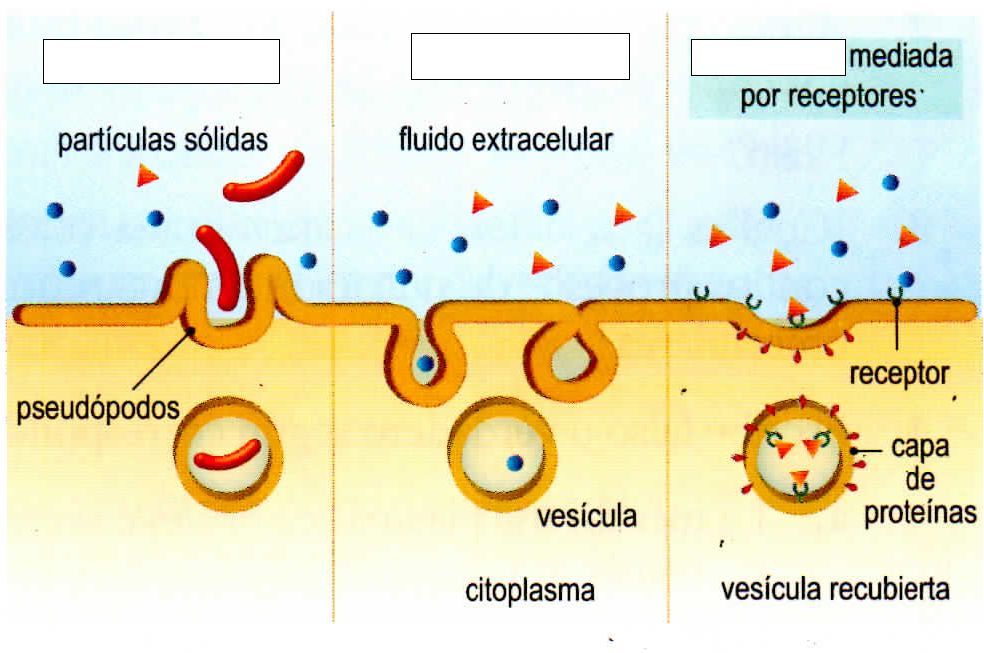 mediada
por receptores
partículas sólidas
fluido extracelular
pseudópodos
receptor
capa
de
proteínas
vesícula
citoplasma
vesícula recubierta